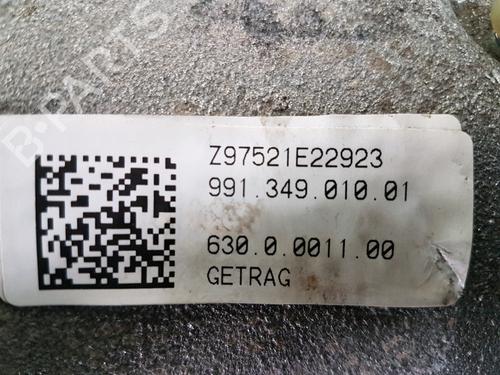 B-PARTS
Z97521E22923
991.349.010.01
630.0.0011.00
GETRAG